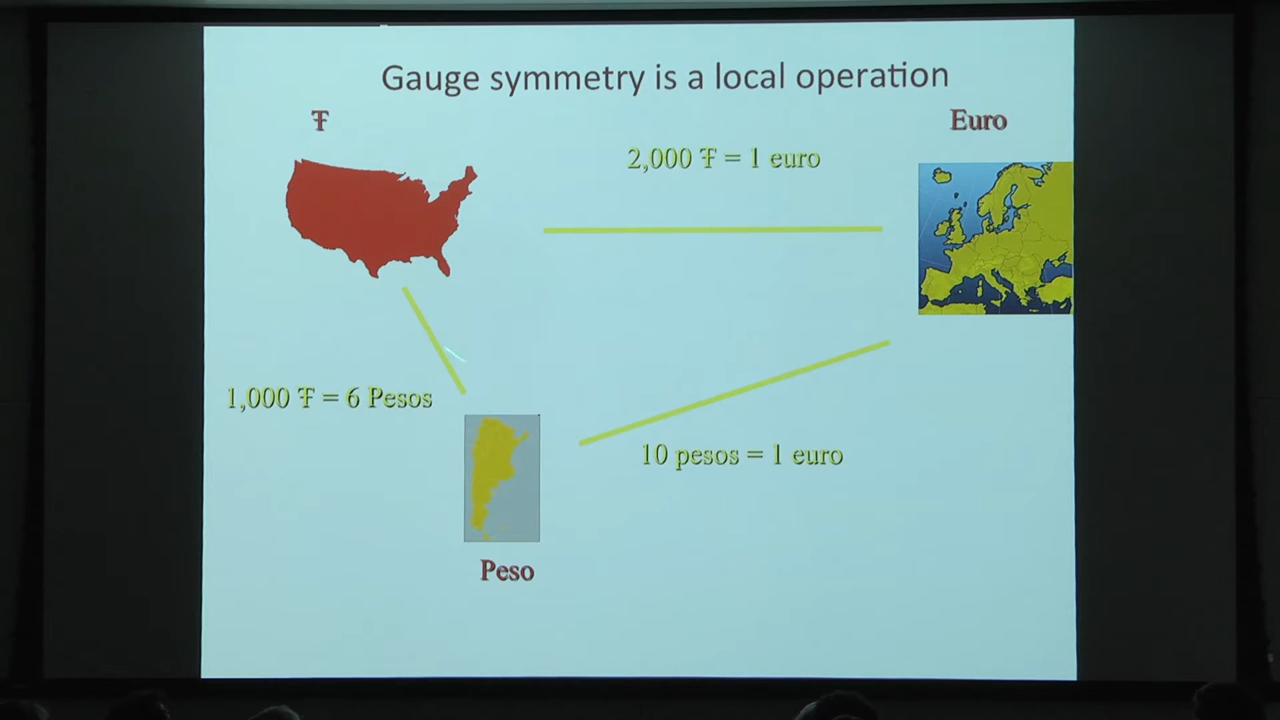 Gauge symmetry is a local operation
Ŧ
Euro
2,000 Ŧ = 1 euro
1,000 Ŧ = 6 Pesos
10 pesos = 1 euro
Peso